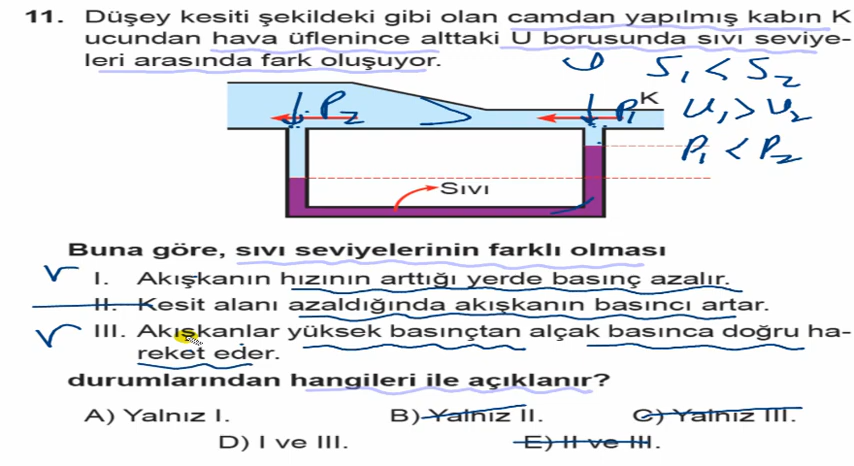 11. Düşey kesiti şekildeki gibi olan camdan yapılmış kabın K
ucundan hava üflenince alttaki U borusunda sıvı seviye-
leri arasında fark oluşuyor.
S₁ < S₂
P₂
P₁
K
υ₁ > υ₂
P₁ < P₂
Sıvı
Buna göre, sıvı seviyelerinin farklı olması
I. Akışkanın hızının arttığı yerde basınç azalır.
II. Kesit alanı azaldığında akışkanın basıncı artar.
III. Akışkanlar yüksek basınçtan alçak basınca doğru ha-
reket eder.
durumlarından hangileri ile açıklanır?
A) Yalnız I. B) Yalnız II. C) Yalnız III.
D) I ve III. E) II ve III.